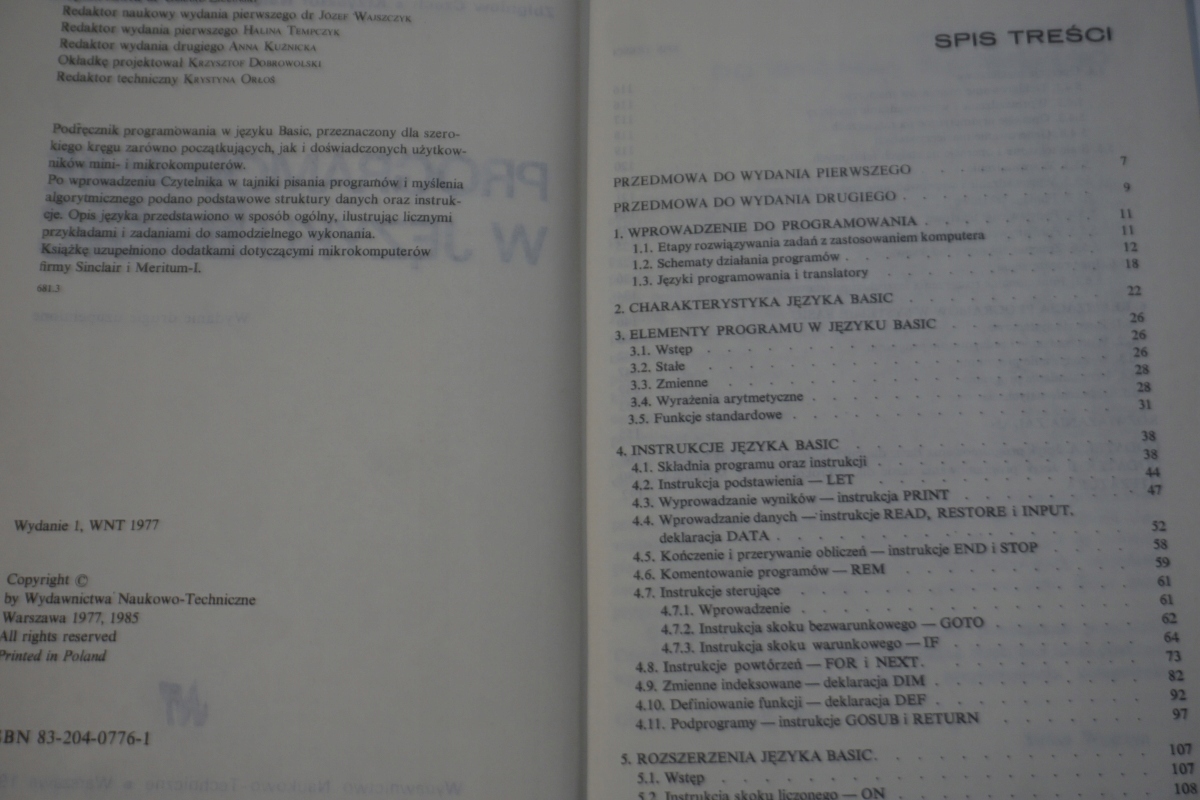 Redaktor naukowy wydania pierwszego dr JÓZEF WAJSZCZYK
Redaktor wydania pierwszego HALINA TEMPCZYK
Redaktor wydania drugiego ANNA KUŹNICKA
Okładkę projektował KRZYSZTOF DOBROWOLSKI
Redaktor techniczny KRYSTYNA ORŁOŚ
Podręcznik programowania w języku Basic, przeznaczony dla szero-
kiego kręgu zarówno początkujących, jak i doświadczonych użytkow-
ników mini- i mikrokomputerów.
Po wprowadzeniu Czytelnika w tajniki pisania programów i myślenia
algorytmicznego podano podstawowe struktury danych oraz instruk-
cje. Opis języka przedstawiono w sposób ogólny, ilustrując licznymi
przykładami i zadaniami do samodzielnego wykonania.
Książkę uzupełniono dodatkami dotyczącymi mikrokomputerów
firmy Sinclair i Meritum-I.
681.3
Wydanie 1, WNT 1977
Copyright ©
by Wydawnictwa Naukowo-Techniczne
Warszawa 1977, 1985
All rights reserved
Printed in Poland
BN 83-204-0776-1
SPIS TREŚCI
PRZEDMOWA DO WYDANIA PIERWSZEGO . . . . . . . 7
PRZEDMOWA DO WYDANIA DRUGIEGO . . . . . . . 9
1. WPROWADZENIE DO PROGRAMOWANIA . . . . . . . 11
1.1. Etapy rozwiązywania zadań z zastosowaniem komputera . . . . . 11
1.2. Schematy działania programów . . . . . . . . 12
1.3. Języki programowania i translatory . . . . . . . 18
2. CHARAKTERYSTYKA JĘZYKA BASIC . . . . . . . 22
3. ELEMENTY PROGRAMU W JĘZYKU BASIC . . . . . . 26
3.1. Wstęp . . . . . . . . . . . . 26
3.2. Stałe . . . . . . . . . . . . 26
3.3. Zmienne . . . . . . . . . . . . 28
3.4. Wyrażenia arytmetyczne . . . . . . . . . 28
3.5. Funkcje standardowe . . . . . . . . . . 31
4. INSTRUKCJE JĘZYKA BASIC . . . . . . . . . 38
4.1. Składnia programu oraz instrukcji . . . . . . . . 38
4.2. Instrukcja podstawienia — LET . . . . . . . . 44
4.3. Wyprowadzanie wyników — instrukcja PRINT . . . . . . 47
4.4. Wprowadzanie danych — instrukcje READ, RESTORE i INPUT.
deklaracja DATA . . . . . . . . . . . 52
4.5. Kończenie i przerywanie obliczeń — instrukcje END i STOP . . . . 58
4.6. Komentowanie programów — REM . . . . . . . . 59
4.7. Instrukcje sterujące . . . . . . . . . . 61
4.7.1. Wprowadzenie . . . . . . . . . . 61
4.7.2. Instrukcja skoku bezwarunkowego — GOTO . . . . . 62
4.7.3. Instrukcja skoku warunkowego — IF . . . . . . 64
4.8. Instrukcje powtórzeń — FOR i NEXT. . . . . . . . 73
4.9. Zmienne indeksowane — deklaracja DIM . . . . . . . 82
4.10. Definiowanie funkcji — deklaracja DEF . . . . . . . 92
4.11. Podprogramy — instrukcje GOSUB i RETURN . . . . . . 97
5. ROZSZERZENIA JĘZYKA BASIC. . . . . . . . . 107
5.1. Wstęp . . . . . . . . . . . . 107
5.2. Instrukcja skoku liczonego — ON . . . . . . . . 108